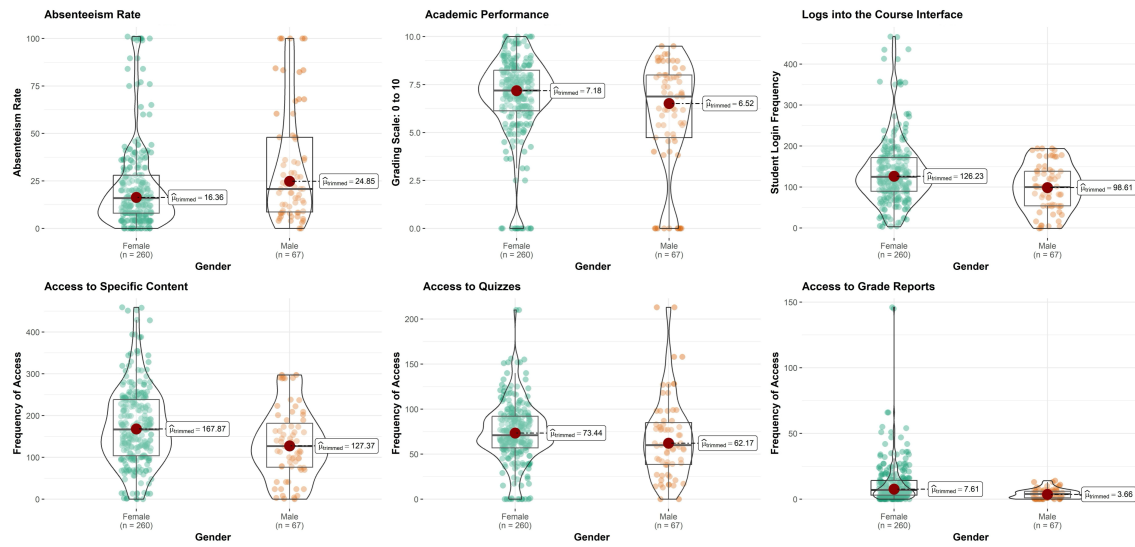 Absenteeism Rate
Absenteeism Rate
100
75
50
25
0
μ̂trimmed = 16.36
μ̂trimmed = 24.85
Female
(n = 260)
Male
(n = 67)
Gender
Academic Performance
Grading Scale: 0 to 10
10.0
7.5
5.0
2.5
0.0
μ̂trimmed = 7.18
μ̂trimmed = 6.52
Female
(n = 260)
Male
(n = 67)
Gender
Logs into the Course Interface
Student Login Frequency
400
300
200
100
0
μ̂trimmed = 126.23
μ̂trimmed = 98.61
Female
(n = 260)
Male
(n = 67)
Gender
Access to Specific Content
Frequency of Access
400
300
200
100
0
μ̂trimmed = 167.87
μ̂trimmed = 127.37
Female
(n = 260)
Male
(n = 67)
Gender
Access to Quizzes
Frequency of Access
200
150
100
50
0
μ̂trimmed = 73.44
μ̂trimmed = 62.17
Female
(n = 260)
Male
(n = 67)
Gender
Access to Grade Reports
Frequency of Access
150
100
50
0
μ̂trimmed = 7.61
μ̂trimmed = 3.66
Female
(n = 260)
Male
(n = 67)
Gender